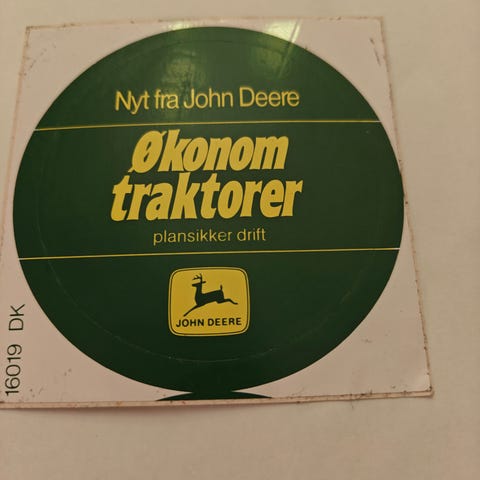 Nyt fra John Deere
Økonom
traktorer
plansikker drift
JOHN DEERE
16019 DK